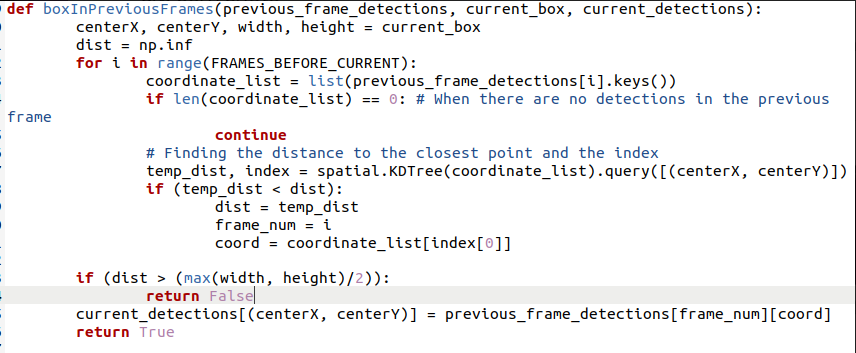 def boxInPreviousFrames(previous_frame_detections, current_box, current_detections):
        centerX, centerY, width, height = current_box
        dist = np.inf
        for i in range(FRAMES_BEFORE_CURRENT):
                coordinate_list = list(previous_frame_detections[i].keys())
                if len(coordinate_list) == 0: # When there are no detections in the previous
frame
                        continue
                # Finding the distance to the closest point and the index
                temp_dist, index = spatial.KDTree(coordinate_list).query([(centerX, centerY)])
                if (temp_dist < dist):
                        dist = temp_dist
                        frame_num = i
                        coord = coordinate_list[index[0]]

        if (dist > (max(width, height)/2)):
                return False
        current_detections[(centerX, centerY)] = previous_frame_detections[frame_num][coord]
        return True